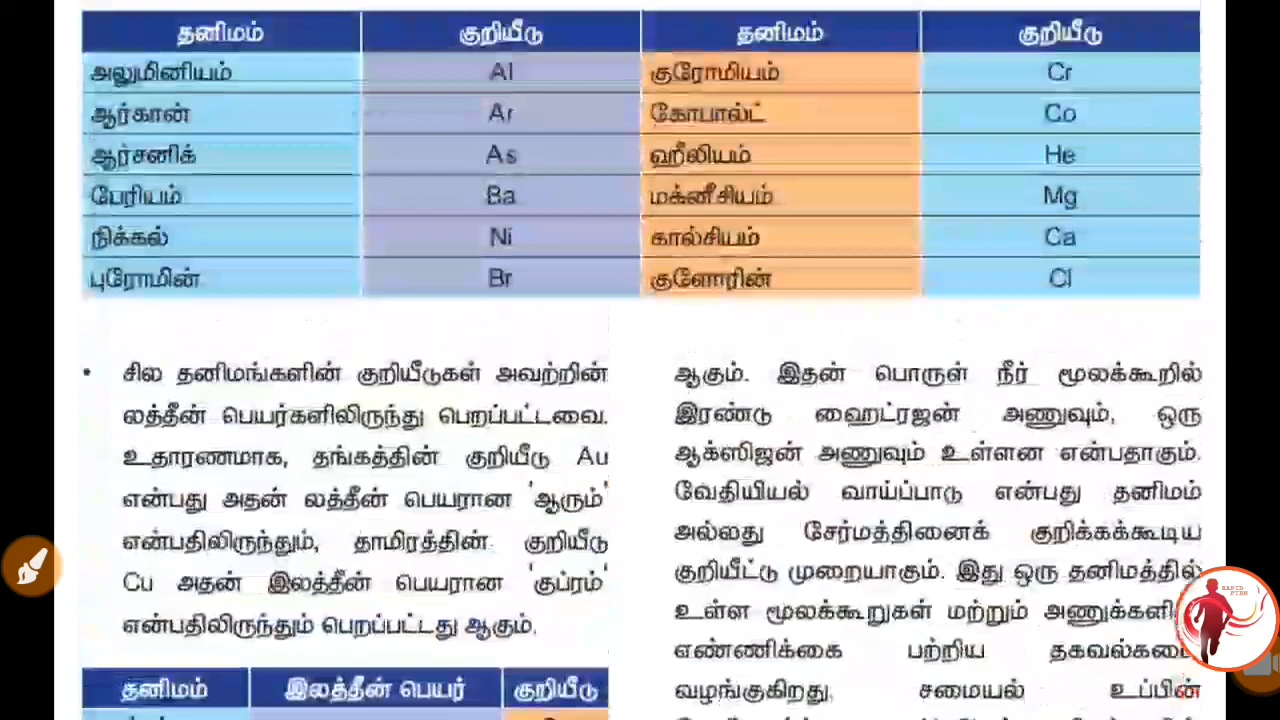 தனிமம் குறியீடு தனிமம் குறியீடு
அலுமினியம் Al குரோமியம் Cr
ஆர்கான் Ar கோபால்ட் Co
ஆர்சனிக் As ஹீலியம் He
பேரியம் Ba மக்னீசியம் Mg
நிக்கல் Ni கால்சியம் Ca
புரோமின் Br குளோரின் Cl
• சில தனிமங்களின் குறியீடுகள் அவற்றின்
லத்தீன் பெயர்களிலிருந்து பெறப்பட்டவை.
உதாரணமாக, தங்கத்தின் குறியீடு Au
என்பது அதன் லத்தீன் பெயரான 'ஆரும்'
என்பதிலிருந்தும், தாமிரத்தின் குறியீடு
Cu அதன் இலத்தீன் பெயரான 'குப்ரம்'
என்பதிலிருந்தும் பெறப்பட்டது ஆகும்.
தனிமம் இலத்தீன் பெயர் குறியீடு
ஆகும். இதன் பொருள் நீர் மூலக்கூறில்
இரண்டு ஹைட்ரஜன் அணுவும், ஒரு
ஆக்ஸிஜன் அணுவும் உள்ளன என்பதாகும்.
வேதியியல் வாய்ப்பாடு என்பது தனிமம்
அல்லது சேர்மத்தினைக் குறிக்கக்கூடிய
குறியீட்டு முறையாகும். இது ஒரு தனிமத்தில்
உள்ள மூலக்கூறுகள் மற்றும்
எண்ணிக்கை பற்றிய
வழங்குகிறது. சமையல் உப்பின்
RAPID